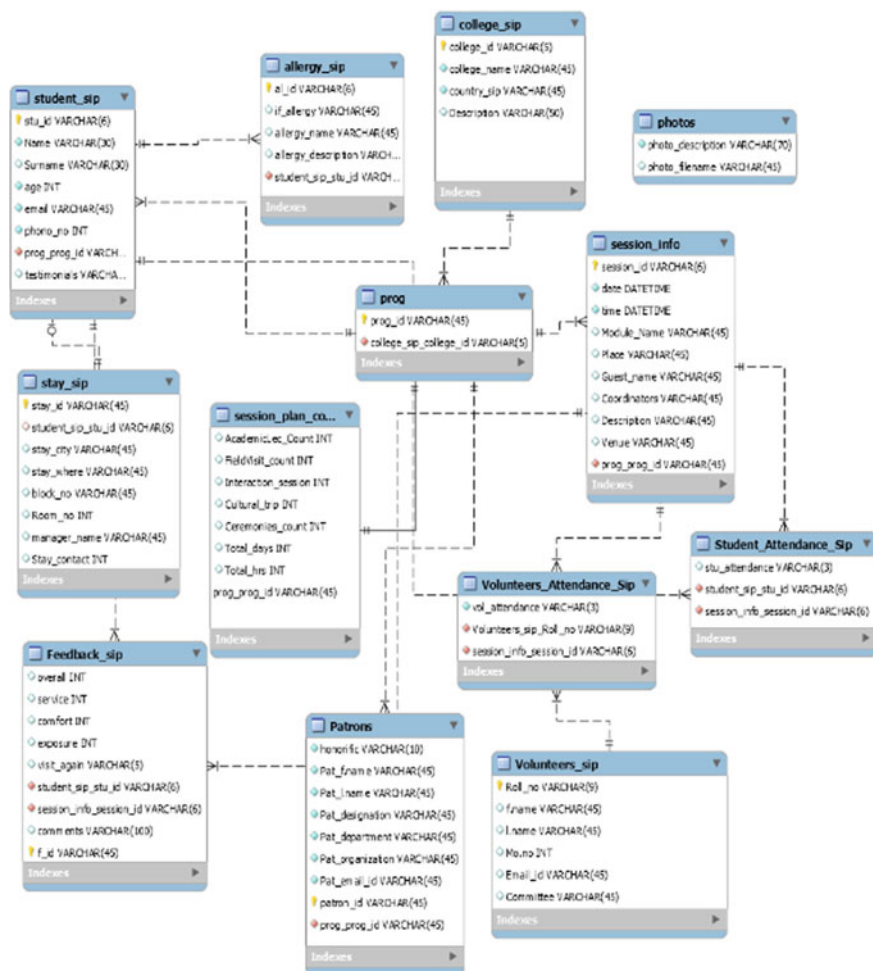 college_sip
college_id VARCHAR(5)
college_name VARCHAR(45)
country_sip VARCHAR(45)
Description VARCHAR(50)
Indexes
allergy_sip
al_id VARCHAR(6)
if_allergy VARCHAR(45)
allergy_name VARCHAR(45)
allergy_description VARCH...
student_sip_stu_id VARCH...
Indexes
student_sip
stu_id VARCHAR(6)
Name VARCHAR(30)
Surname VARCHAR(30)
age INT
email VARCHAR(45)
phono_no INT
prog_prog_id VARCH...
testimonials VARCHA...
Indexes
photos
photo_description VARCHAR(70)
photo_filename VARCHAR(45)
session_info
session_id VARCHAR(6)
date DATETIME
time DATETIME
Module_Name VARCHAR(45)
Place VARCHAR(45)
Guest_name VARCHAR(45)
Coordinators VARCHAR(45)
Description VARCHAR(45)
Venue VARCHAR(45)
prog_prog_id VARCHAR(45)
Indexes
prog
prog_id VARCHAR(45)
college_sip_college_id VARCHAR(5)
Indexes
stay_sip
stay_id VARCHAR(45)
student_sip_stu_id VARCHAR(6)
stay_city VARCHAR(45)
stay_where VARCHAR(45)
block_no VARCHAR(45)
Room_no INT
manager_name VARCHAR(45)
Stay_contact INT
Indexes
session_plan_co...
AcademicLec_Count INT
FieldVisit_count INT
Interaction_session INT
Cultural_trip INT
Ceremonies_count INT
Total_days INT
Total_hrs INT
prog_prog_id VARCHAR(45)
Indexes
Student_Attendance_Sip
stu_attendance VARCHAR(3)
student_sip_stu_id VARCHAR(6)
session_info_session_id VARCHAR(6)
Indexes
Volunteers_Attendance_Sip
vol_attendance VARCHAR(3)
Volunteers_sip_Roll_no VARCHAR(9)
session_info_session_id VARCHAR(6)
Indexes
Feedback_sip
overall INT
service INT
comfort INT
exposure INT
visit_again VARCHAR(5)
student_sip_stu_id VARCHAR(6)
session_info_session_id VARCHAR(6)
comments VARCHAR(100)
f_id VARCHAR(45)
Indexes
Patrons
honorific VARCHAR(10)
Pat_f.name VARCHAR(45)
Pat_l.name VARCHAR(45)
Pat_designation VARCHAR(45)
Pat_department VARCHAR(45)
Pat_organization VARCHAR(45)
Pat_email_id VARCHAR(45)
patron_id VARCHAR(45)
prog_prog_id VARCHAR(45)
Indexes
Volunteers_sip
Roll_no VARCHAR(9)
f.name VARCHAR(45)
l.name VARCHAR(45)
Mo.no INT
Email_id VARCHAR(45)
Committee VARCHAR(45)
Indexes